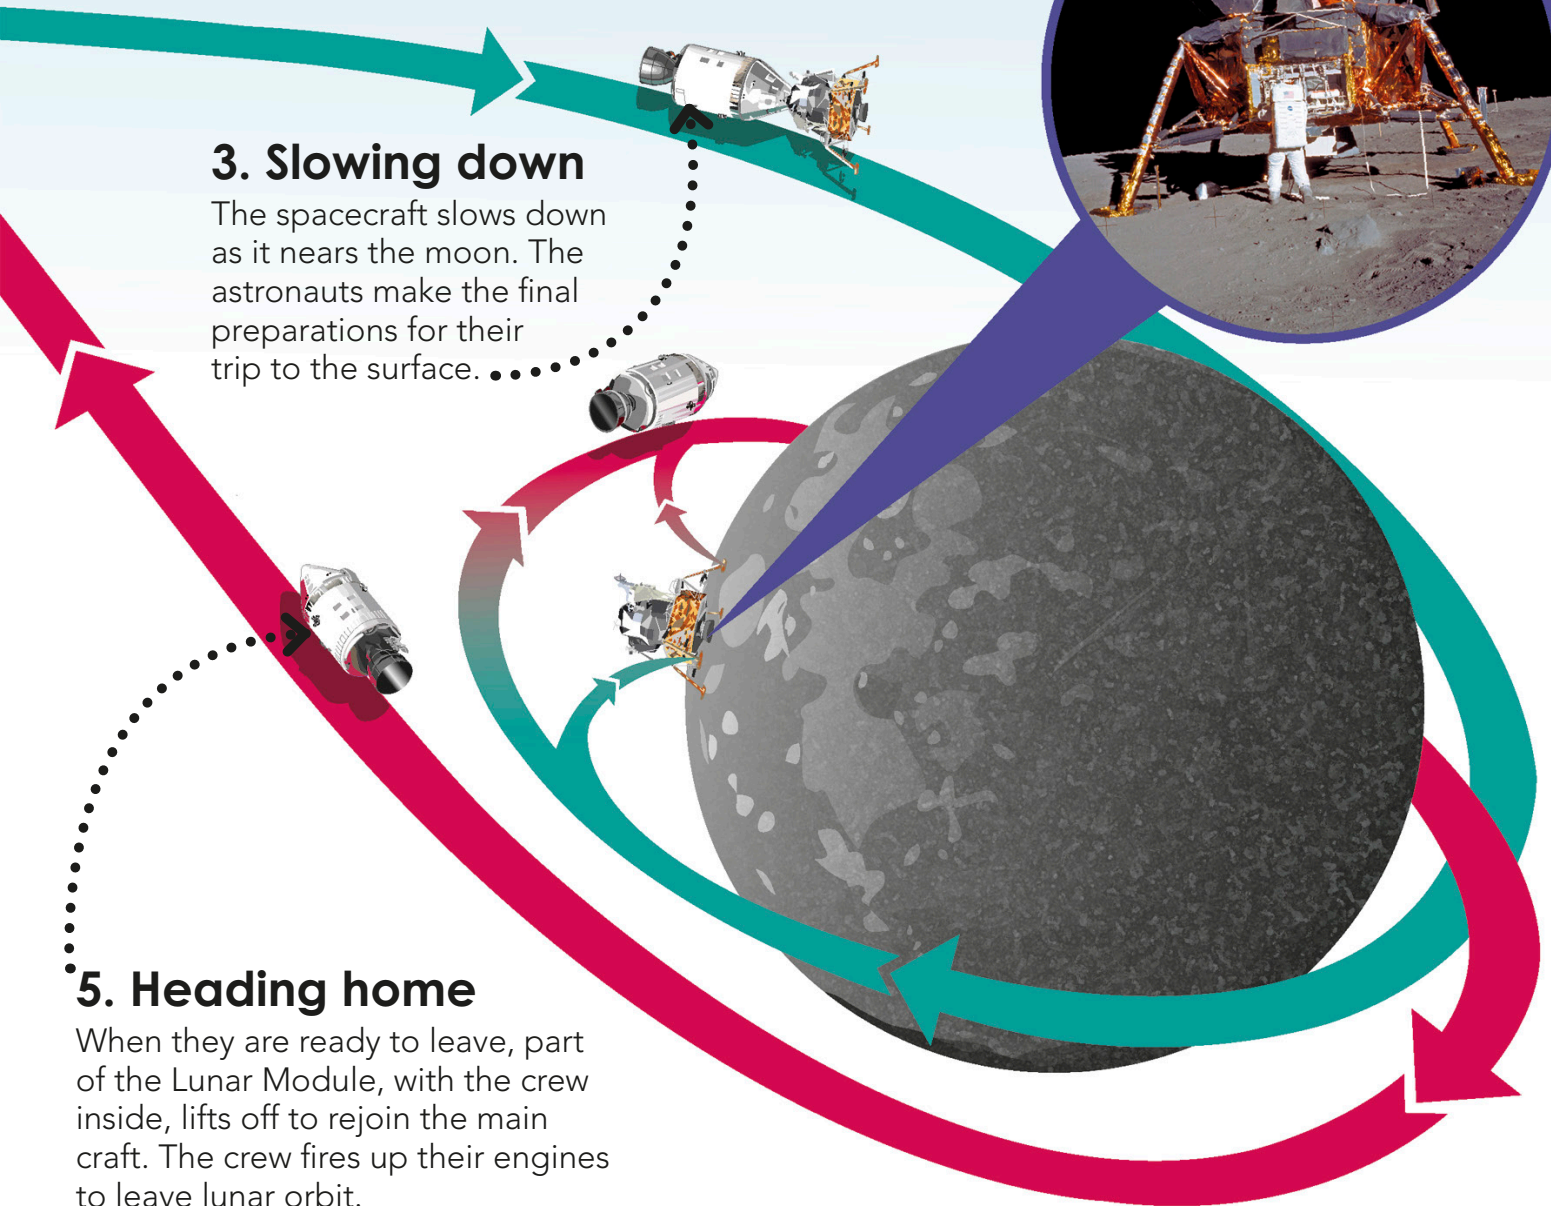 3. Slowing down
The spacecraft slows down
as it nears the moon. The
astronauts make the final
preparations for their
trip to the surface.
5. Heading home
When they are ready to leave, part
of the Lunar Module, with the crew
inside, lifts off to rejoin the main
craft. The crew fires up their engines
to leave lunar orbit.